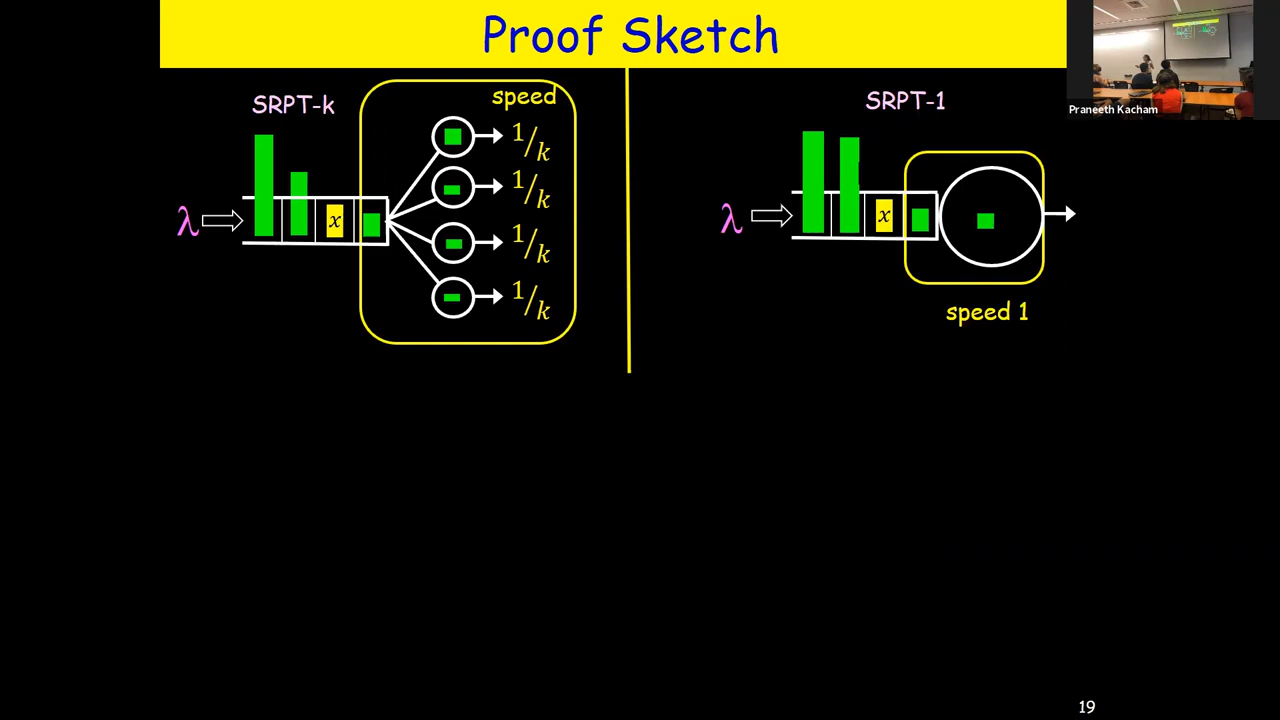 Proof Sketch
Praneeth Kacham
SRPT-k
speed
1/k
1/k
1/k
1/k
λ
x
SRPT-1
λ
x
speed 1
19